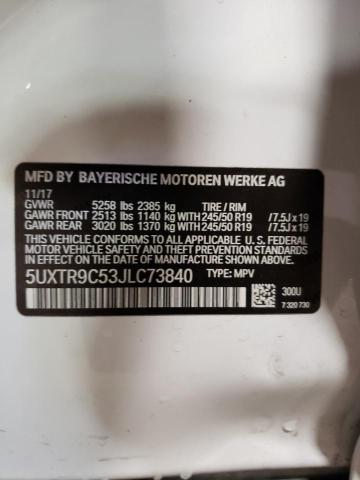 MFD BY BAYERISCHE MOTOREN WERKE AG
11/17
GVWR 5258 lbs 2385 kg TIRE / RIM
GAWR FRONT 2513 lbs 1140 kg WITH 245/50 R19 /7.5J x 19
GAWR REAR 3020 lbs 1370 kg WITH 245/50 R19 /7.5J x 19
THIS VEHICLE CONFORMS TO ALL APPLICABLE U.S. FEDERAL MOTOR
VEHICLE SAFETY STANDARDS IN EFFECT ON THE DATE OF MANUFACTURE SHOWN ABOVE.
5UXTR9C53JLC73840 TYPE: MPV
300U
7 320 730